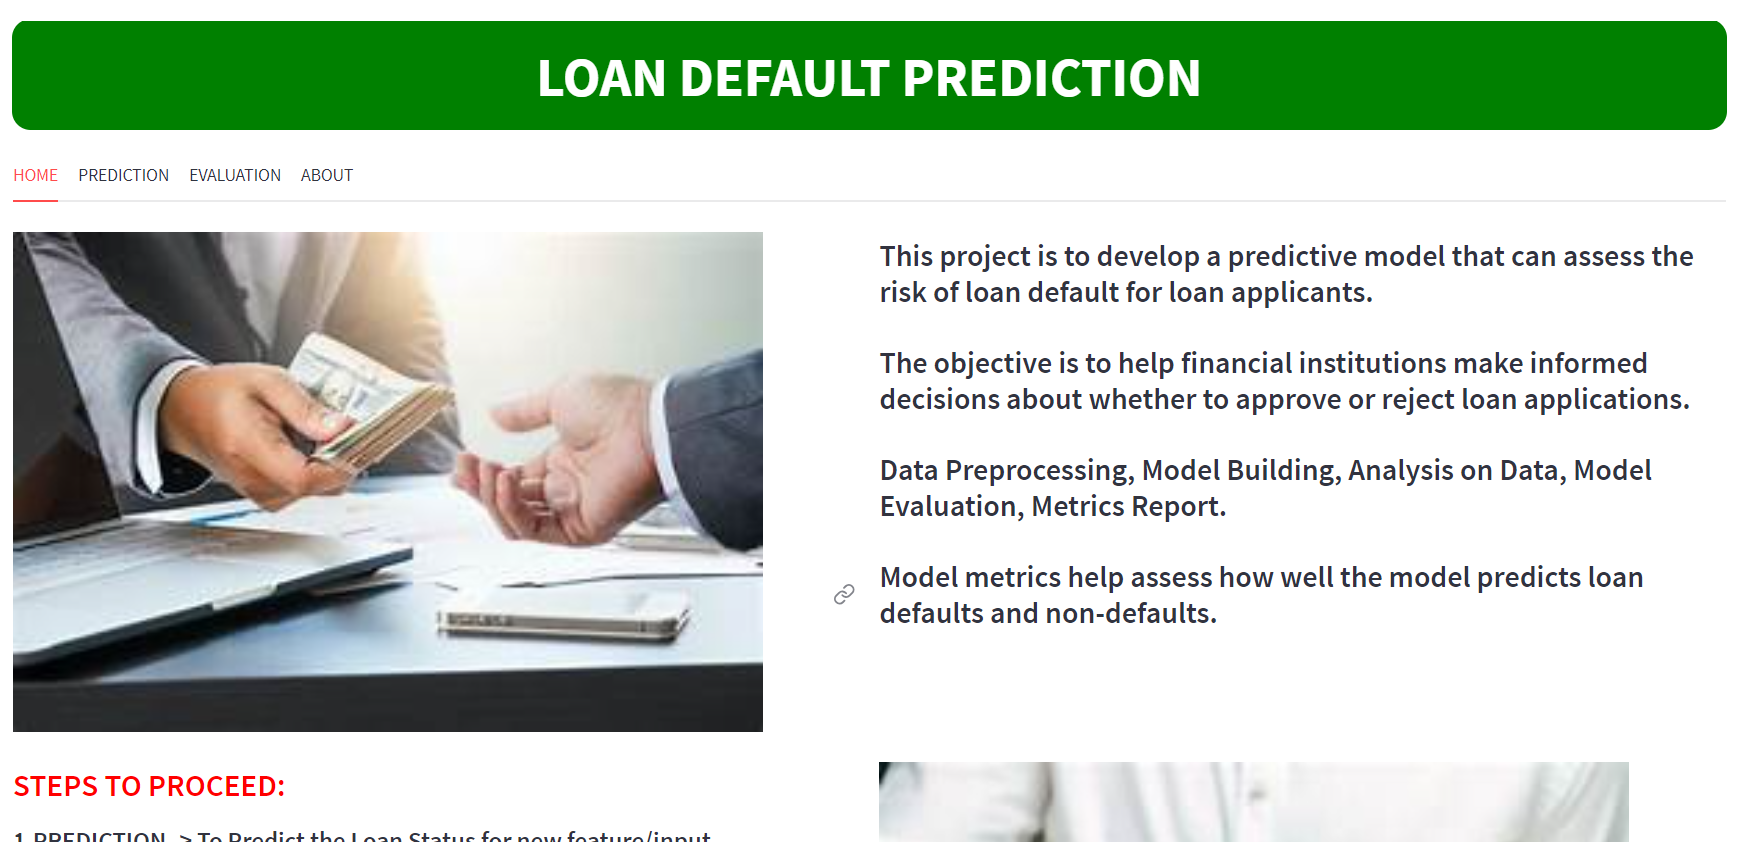 LOAN DEFAULT PREDICTION
HOME PREDICTION EVALUATION ABOUT
This project is to develop a predictive model that can assess the
risk of loan default for loan applicants.
The objective is to help financial institutions make informed
decisions about whether to approve or reject loan applications.
Data Preprocessing, Model Building, Analysis on Data, Model
Evaluation, Metrics Report.
Model metrics help assess how well the model predicts loan
defaults and non-defaults.
STEPS TO PROCEED:
1. PREDICTION -> To Predict the Loan Status for new feature/input